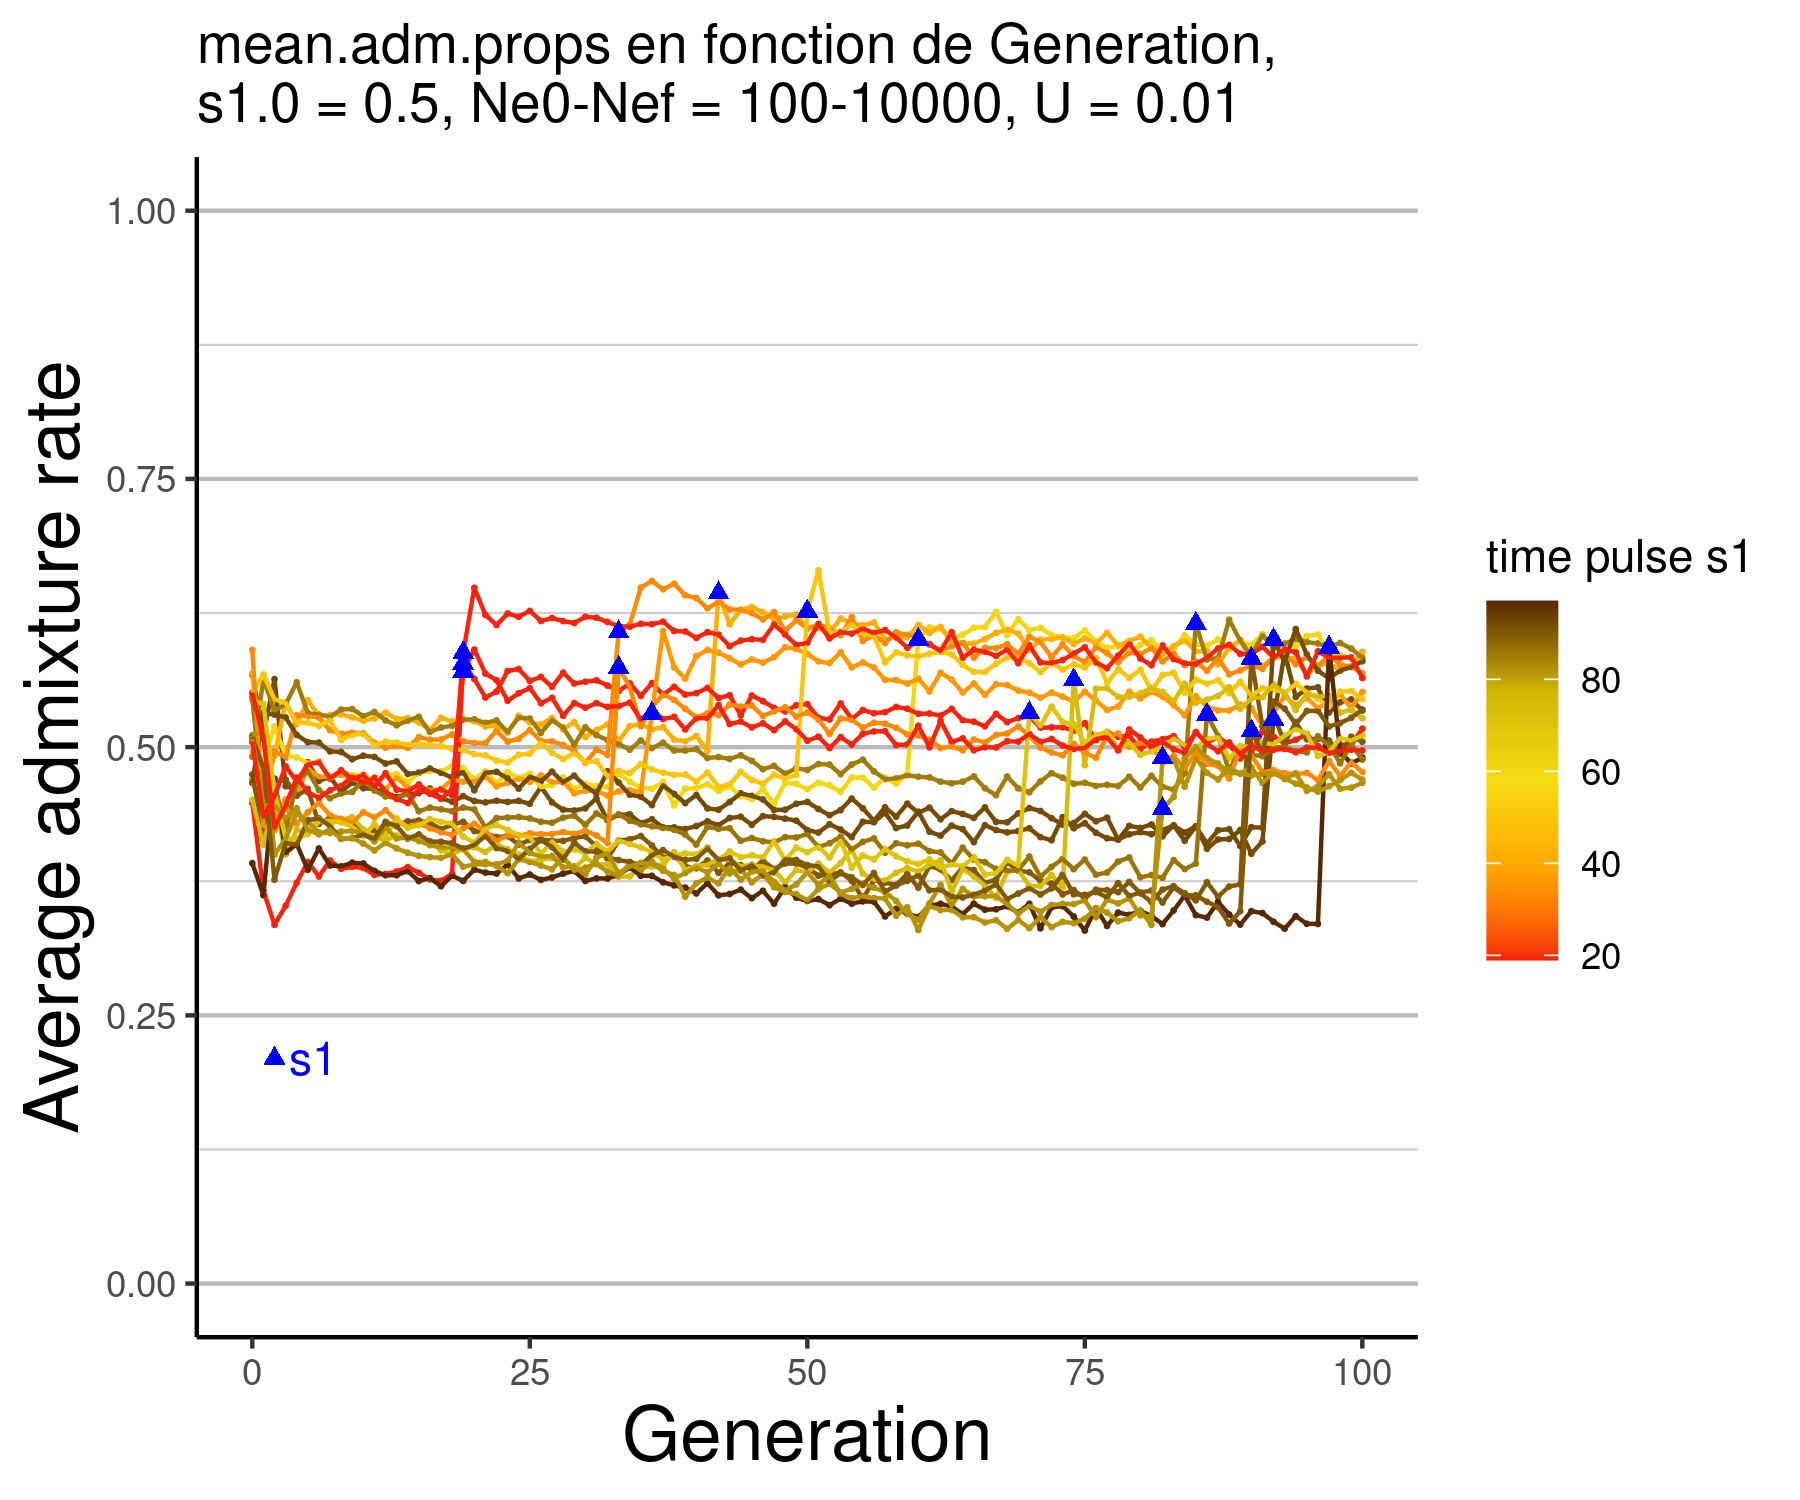 mean.adm.props en fonction de Generation,
s1.0 = 0.5, Ne0-Nef = 100-10000, U = 0.01
Average admixture rate
1.00
0.75
0.50
0.25
0.00
s1
0
25
50
75
100
Generation
time pulse s1
80
60
40
20